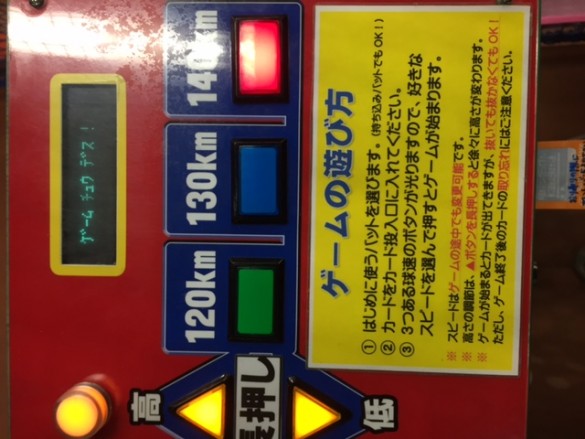 ゲーム チュウ デス!
120km
130km
140km
高
長押し
低
ゲームの遊び方
① はじめに使うバットを選びます。(持ち込みバットでもOK!)
② カードをカード投入口に入れてください。
③ 3つある球速のボタンが光りますので、好きな
スピードを選んで押すとゲームが始まります。
※ スピードはゲームの途中でも変更可能です。
高さの調節は、▲ボタンを長押しすると徐々に高さが変わります。
※ ゲームが始まるとカードが出てきますが、抜いても抜かなくてもOK!
ただし、ゲーム終了後のカードの取り忘れにはご注意ください。